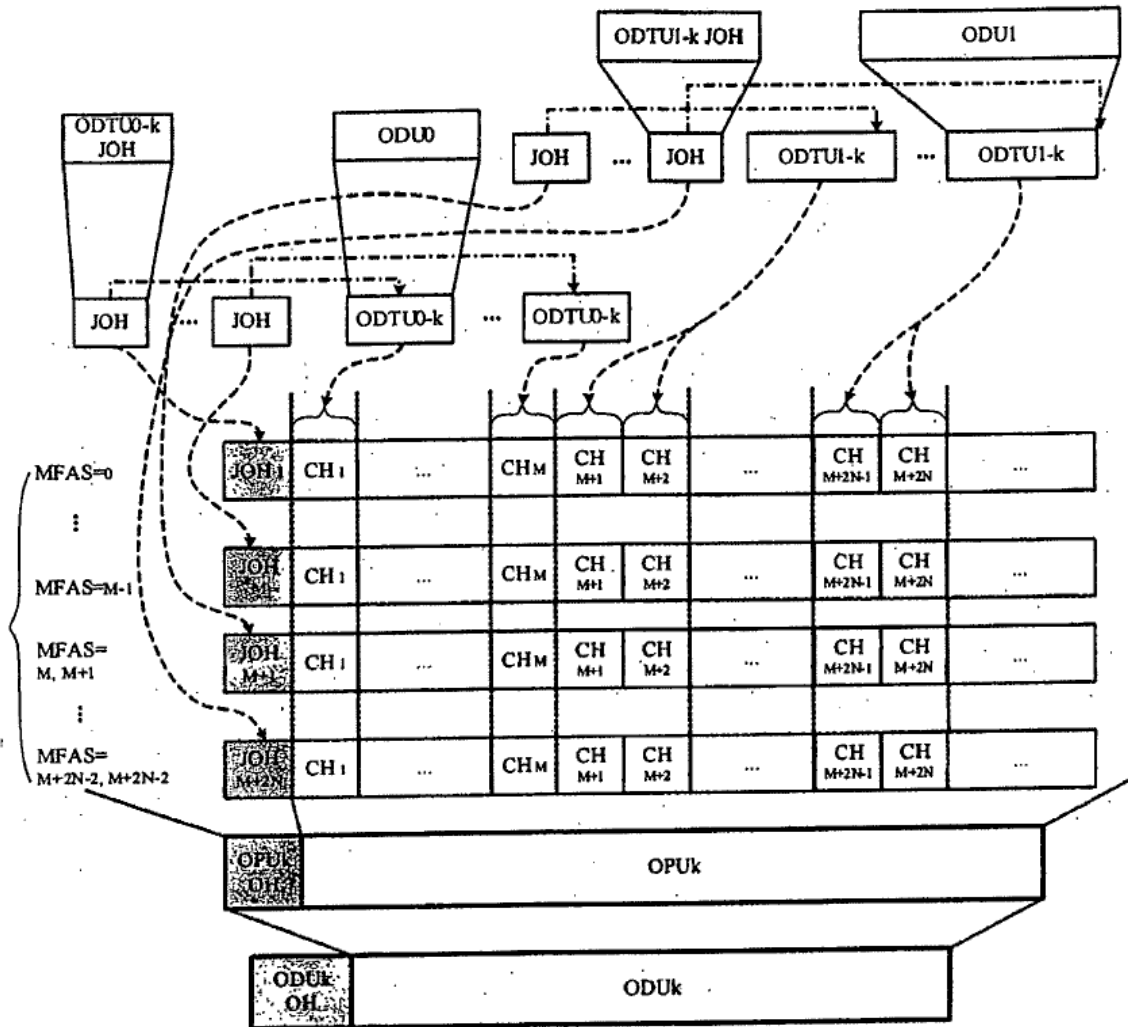 ODTU1-k JOH
ODU1
ODTU0-k
JOH
ODU0
JOH
...
JOH
ODTU1-k
...
ODTU1-k
JOH
...
JOH
ODTU0-k
...
ODTU0-k
MFAS=0
JOH 1
CH 1
...
CH M
CH
M+1
CH
M+2
...
CH
M+2N-1
CH
M+2N
...
MFAS=M-1
JOH
M
CH 1
...
CH M
CH
M+1
CH
M+2
...
CH
M+2N-1
CH
M+2N
...
MFAS=
M, M+1
JOH
M+1
CH 1
...
CH M
CH
M+1
CH
M+2
...
CH
M+2N-1
CH
M+2N
...
MFAS=
M+2N-2, M+2N-2
JOH
M+2N
CH 1
...
CH M
CH
M+1
CH
M+2
...
CH
M+2N-1
CH
M+2N
...
OPUk
OH
OPUk
ODUk
OH
ODUk